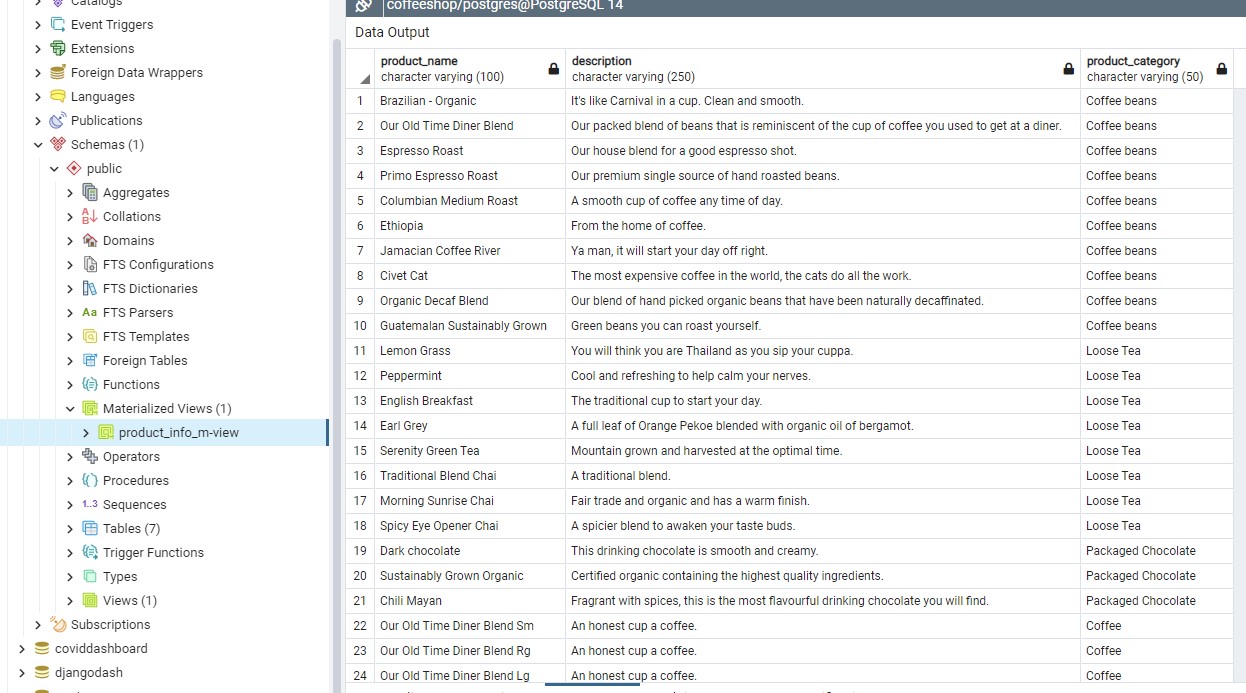 Catalogs
Event Triggers
Extensions
Foreign Data Wrappers
Languages
Publications
Schemas (1)
public
Aggregates
Collations
Domains
FTS Configurations
FTS Dictionaries
Aa FTS Parsers
FTS Templates
Foreign Tables
Functions
Materialized Views (1)
product_info_m-view
Operators
Procedures
1..3 Sequences
Tables (7)
Trigger Functions
Types
Views (1)
Subscriptions
coviddashboard
djangodash
coffeeshop/postgres@PostgreSQL 14
Data Output
product_name description product_category
character varying (100) character varying (250) character varying (50)
1 Brazilian - Organic It's like Carnival in a cup. Clean and smooth. Coffee beans
2 Our Old Time Diner Blend Our packed blend of beans that is reminiscent of the cup of coffee you used to get at a diner. Coffee beans
3 Espresso Roast Our house blend for a good espresso shot. Coffee beans
4 Primo Espresso Roast Our premium single source of hand roasted beans. Coffee beans
5 Columbian Medium Roast A smooth cup of coffee any time of day. Coffee beans
6 Ethiopia From the home of coffee. Coffee beans
7 Jamacian Coffee River Ya man, it will start your day off right. Coffee beans
8 Civet Cat The most expensive coffee in the world, the cats do all the work. Coffee beans
9 Organic Decaf Blend Our blend of hand picked organic beans that have been naturally decaffinated. Coffee beans
10 Guatemalan Sustainably Grown Green beans you can roast yourself. Coffee beans
11 Lemon Grass You will think you are Thailand as you sip your cuppa. Loose Tea
12 Peppermint Cool and refreshing to help calm your nerves. Loose Tea
13 English Breakfast The traditional cup to start your day. Loose Tea
14 Earl Grey A full leaf of Orange Pekoe blended with organic oil of bergamot. Loose Tea
15 Serenity Green Tea Mountain grown and harvested at the optimal time. Loose Tea
16 Traditional Blend Chai A traditional blend. Loose Tea
17 Morning Sunrise Chai Fair trade and organic and has a warm finish. Loose Tea
18 Spicy Eye Opener Chai A spicier blend to awaken your taste buds. Loose Tea
19 Dark chocolate This drinking chocolate is smooth and creamy. Packaged Chocolate
20 Sustainably Grown Organic Certified organic containing the highest quality ingredients. Packaged Chocolate
21 Chili Mayan Fragrant with spices, this is the most flavourful drinking chocolate you will find. Packaged Chocolate
22 Our Old Time Diner Blend Sm An honest cup a coffee. Coffee
23 Our Old Time Diner Blend Rg An honest cup a coffee. Coffee
24 Our Old Time Diner Blend Lg An honest cup a coffee. Coffee